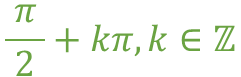 π/2 + kπ, k ∈ ℤ